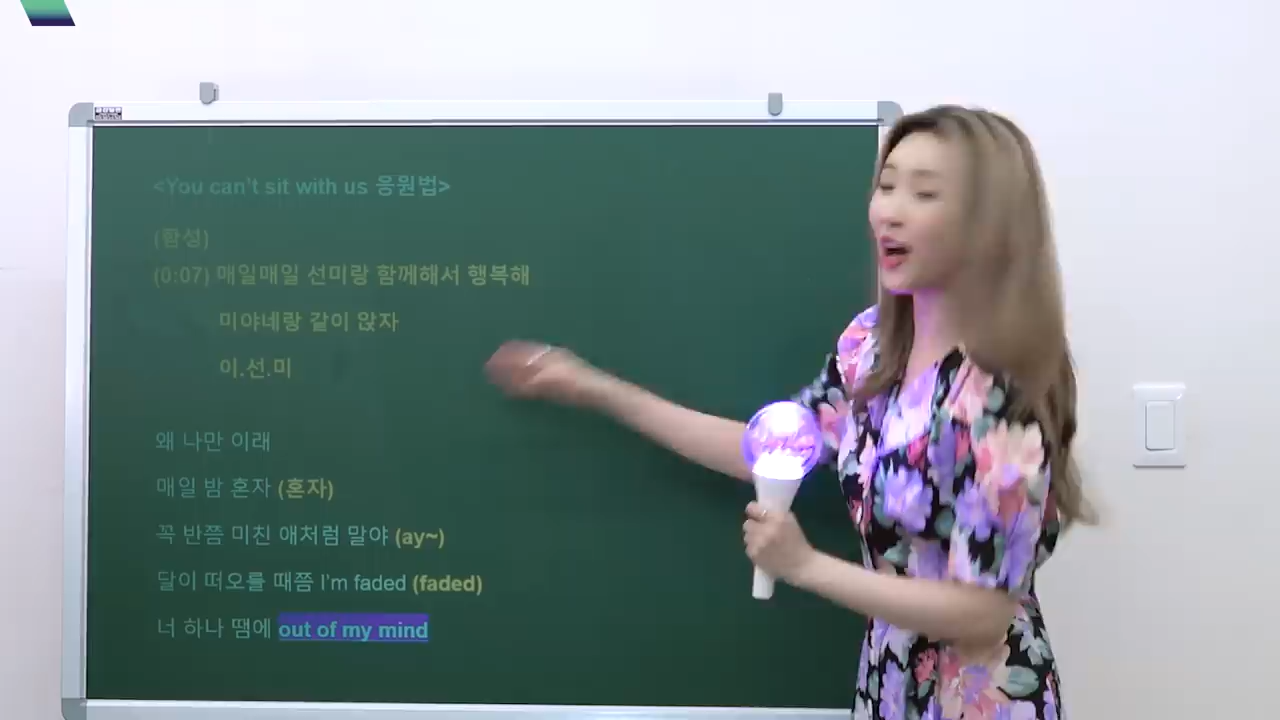 <You can't sit with us 응원법>
(함성)
(0:07) 매일매일 선미랑 함께해서 행복해
미야네랑 같이 앉자
이.선.미
왜 나만 이래
매일 밤 혼자 (혼자)
꼭 반쯤 미친 애처럼 말야 (ay~)
달이 떠오를 때쯤 I'm faded (faded)
너 하나 땜에 out of my mind